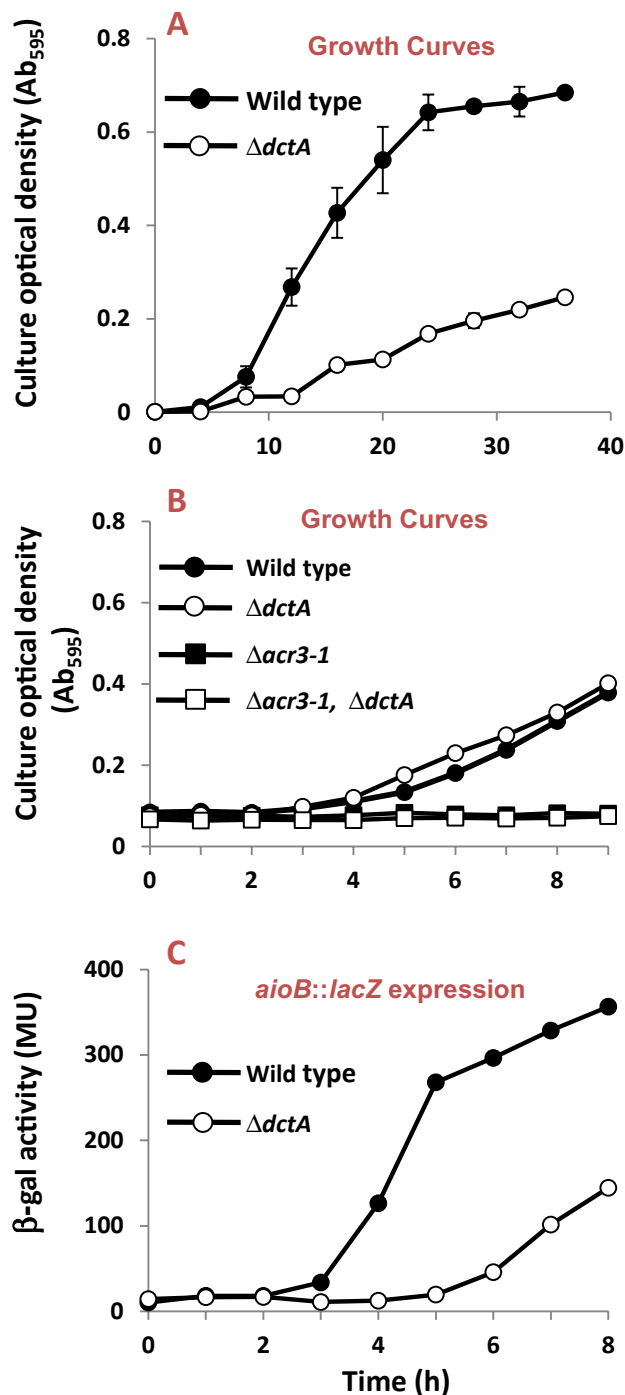 A
Growth Curves
Culture optical density (Ab₅₉₅)
0.8
0.6
0.4
0.2
0
Wild type
ΔdctA
0 10 20 30 40
B
Growth Curves
Culture optical density
(Ab₅₉₅)
0.8
0.6
0.4
0.2
0
Wild type
ΔdctA
Δacr3-1
Δacr3-1, ΔdctA
0 2 4 6 8
C
aioB::lacZ expression
β-gal activity (MU)
400
300
200
100
0
Wild type
ΔdctA
0 2 4 6 8
Time (h)